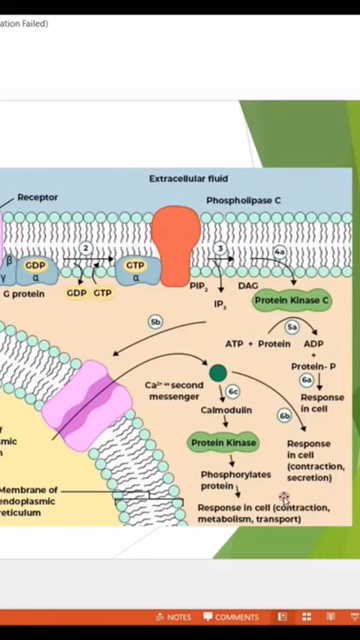 ation Failed)
Extracellular fluid
Receptor
Phospholipase C
2
3
4a
β
GDP
α
γ
GTP
α
G protein
GDP GTP
PIP₂
DAG
IP₃
Protein Kinase C
5b
5a
ATP + Protein
ADP
+
Protein- P
Ca²⁺ as second
messenger
6c
6a
Calmodulin
6b
Response
in cell
Protein Kinase
Response
in cell
(contraction,
secretion)
Phosphorylates
protein
Membrane of
endoplasmic
reticulum
Response in cell (contraction,
metabolism, transport)
NOTES
COMMENTS